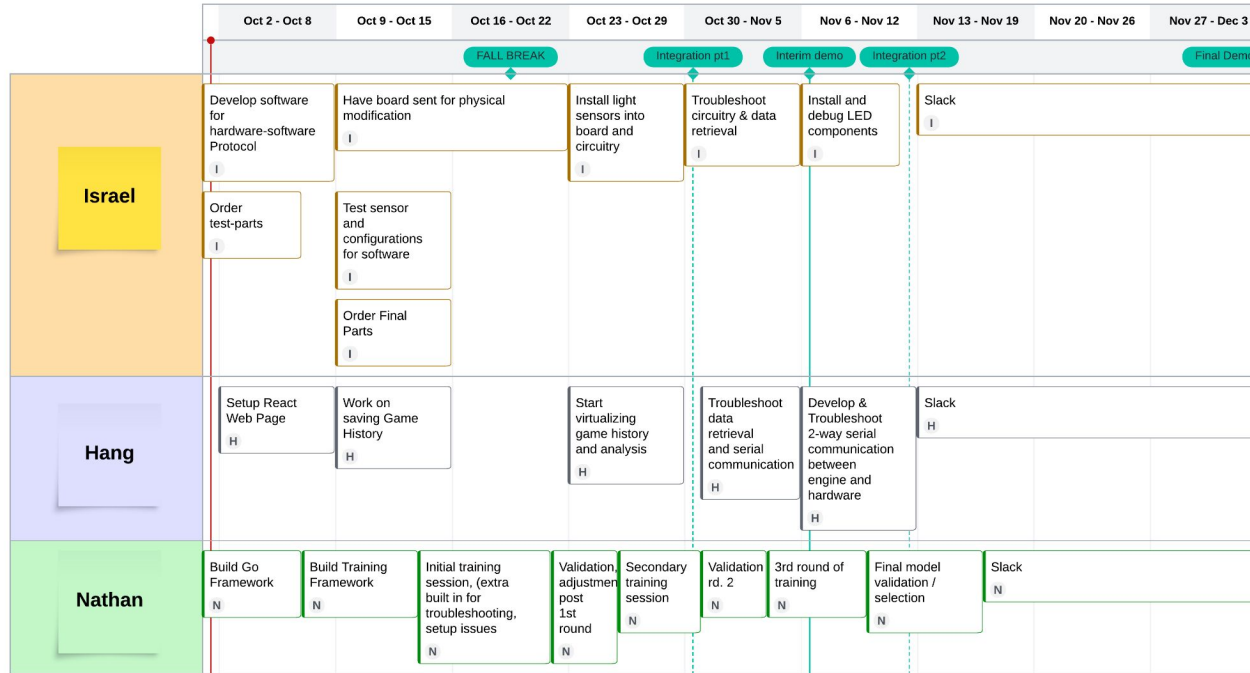 Oct 2 - Oct 8
Oct 9 - Oct 15
Oct 16 - Oct 22
Oct 23 - Oct 29
Oct 30 - Nov 5
Nov 6 - Nov 12
Nov 13 - Nov 19
Nov 20 - Nov 26
Nov 27 - Dec 3
FALL BREAK
Integration pt1
Interim demo
Integration pt2
Final Demo
Israel
Develop software
for
hardware-software
Protocol
I
Have board sent for physical
modification
I
Install light
sensors into
board and
circuitry
I
Troubleshoot
circuitry & data
retrieval
I
Install and
debug LED
components
I
Slack
I
Order
test-parts
I
Test sensor
and
configurations
for software
I
Order Final
Parts
I
Hang
Setup React
Web Page
H
Work on
saving Game
History
H
Start
virtualizing
game history
and analysis
H
Troubleshoot
data
retrieval
and serial
communication
H
Develop &
Troubleshoot
2-way serial
communication
between
engine and
hardware
H
Slack
H
Nathan
Build Go
Framework
N
Build Training
Framework
N
Initial training
session, (extra
built in for
troubleshooting,
setup issues
N
Validation,
adjustmen
post
1st
round
N
Secondary
training
session
N
Validation
rd. 2
N
3rd round of
training
N
Final model
validation /
selection
N
Slack
N